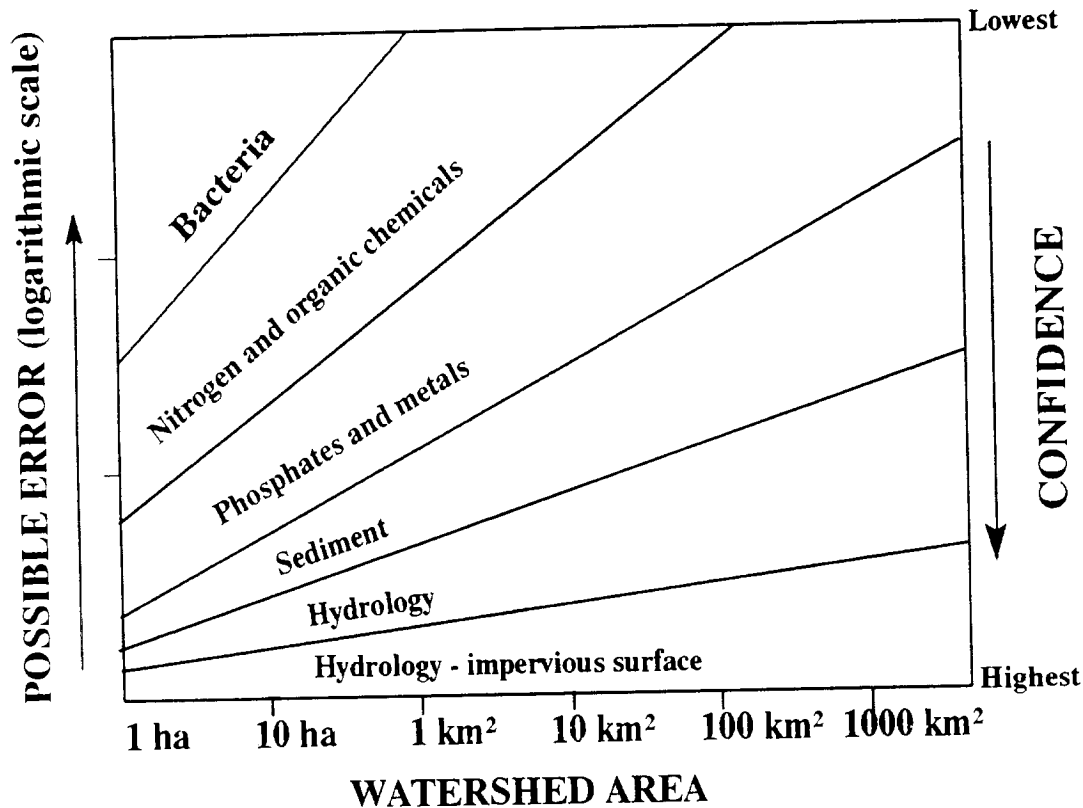 Lowest
POSSIBLE ERROR (logarithmic scale)
Bacteria
Nitrogen and organic chemicals
Phosphates and metals
Sediment
Hydrology
Hydrology - impervious surface
CONFIDENCE
Highest
1 ha 10 ha 1 km² 10 km² 100 km² 1000 km²
WATERSHED AREA